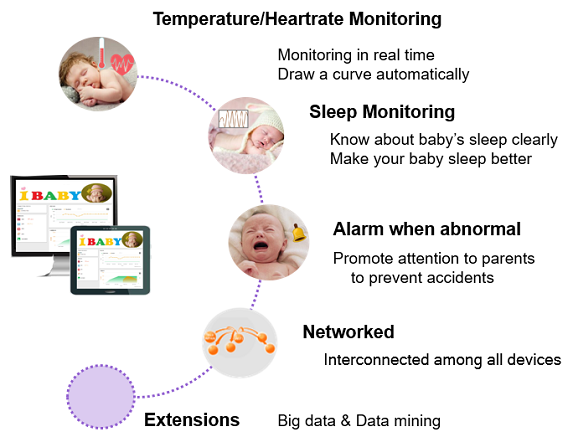 Temperature/Heartrate Monitoring
Monitoring in real time
Draw a curve automatically
Sleep Monitoring
Know about baby's sleep clearly
Make your baby sleep better
I BABY
I BABY
Alarm when abnormal
Promote attention to parents
to prevent accidents
Networked
Interconnected among all devices
Extensions
Big data & Data mining